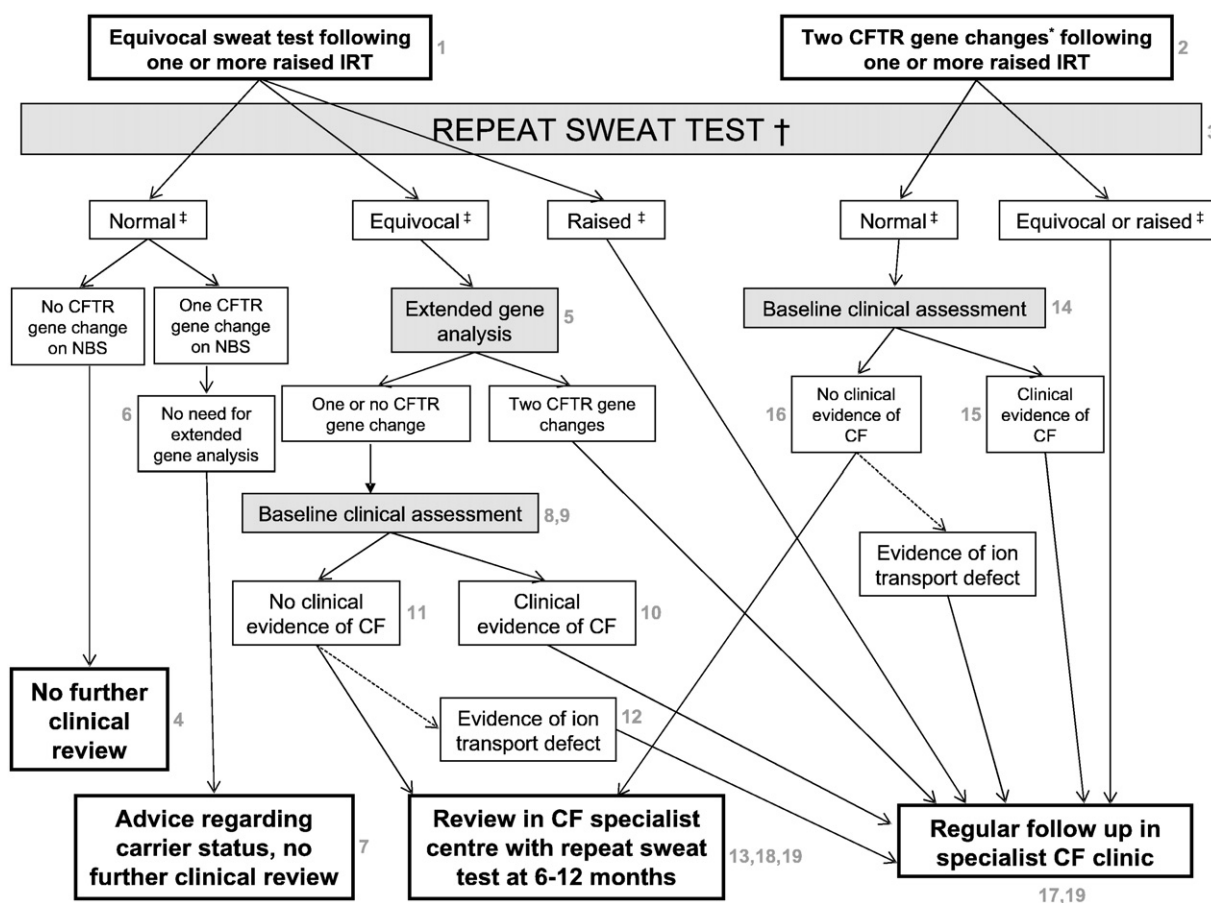 Equivocal sweat test following
one or more raised IRT
1
Two CFTR gene changes* following
one or more raised IRT
2
REPEAT SWEAT TEST †
3
Normal ‡
Equivocal ‡
Raised ‡
Normal ‡
Equivocal or raised ‡
No CFTR
gene change
on NBS
One CFTR
gene change
on NBS
Extended gene
analysis
5
Baseline clinical assessment
14
6
No need for
extended
gene analysis
One or no CFTR
gene change
Two CFTR gene
changes
16
No clinical
evidence of
CF
15
Clinical
evidence of
CF
Baseline clinical assessment
8,9
Evidence of ion
transport defect
No clinical
evidence of CF
11
Clinical
evidence of CF
10
No further
clinical
review
4
Evidence of ion
transport defect
12
Advice regarding
carrier status, no
further clinical review
7
Review in CF specialist
centre with repeat sweat
test at 6-12 months
13,18,19
Regular follow up in
specialist CF clinic
17,19